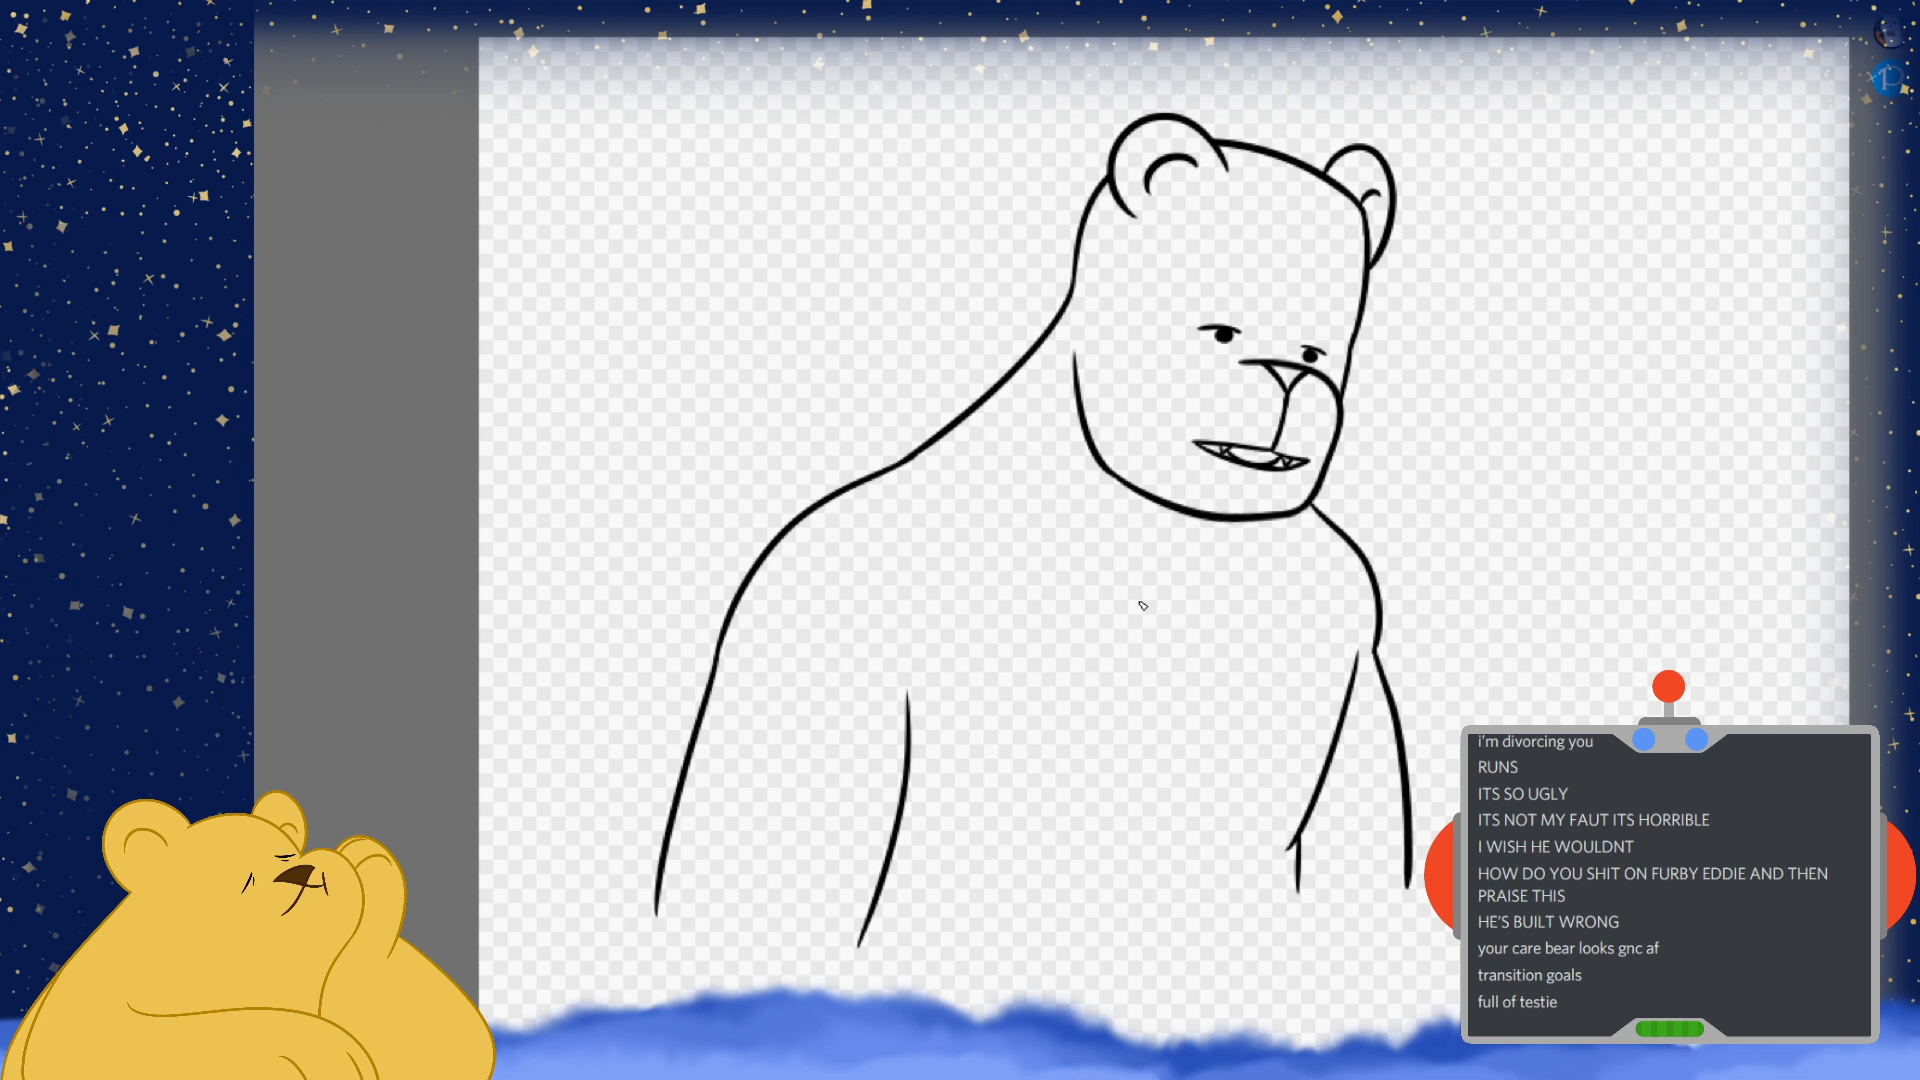 i'm divorcing you
RUNS
ITS SO UGLY
ITS NOT MY FAUT ITS HORRIBLE
I WISH HE WOULDNT
HOW DO YOU SHIT ON FURBY EDDIE AND THEN
PRAISE THIS
HE'S BUILT WRONG
your care bear looks gnc af
transition goals
full of testie